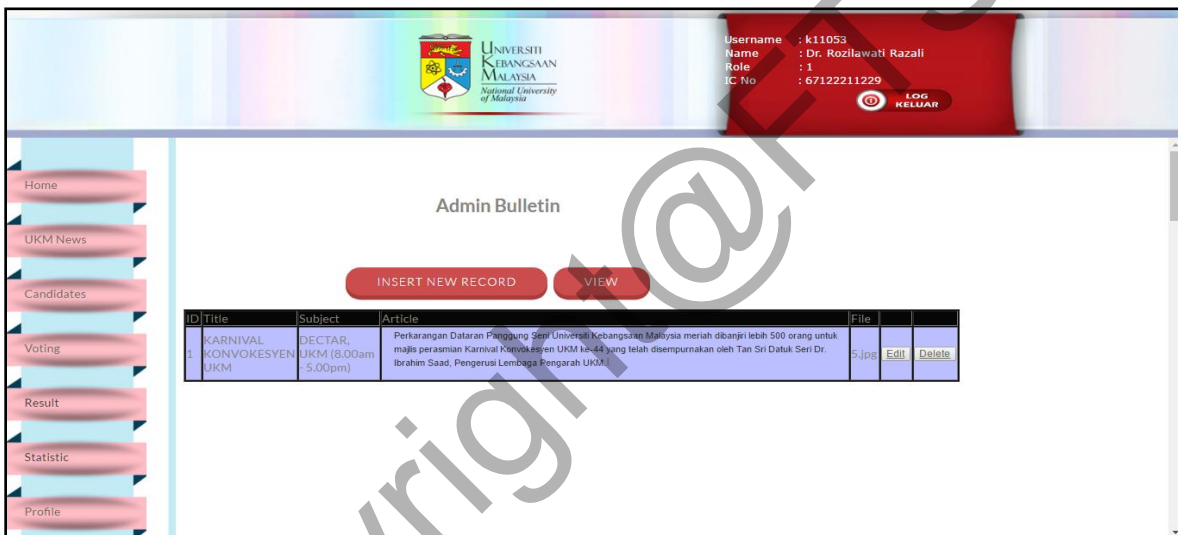 UNIVERSITI
KEBANGSAAN
MALAYSIA
National University
of Malaysia
Username : k11053
Name : Dr. Rozilawati Razali
Role : 1
IC No : 67122211229
LOG
KELUAR
Home
UKM News
Candidates
Voting
Result
Statistic
Profile
Admin Bulletin
INSERT NEW RECORD VIEW
ID Title Subject Article File
1 KARNIVAL KONVOKESYEN UKM
DECTAR, UKM (8.00am - 5.00pm)
Perkarangan Dataran Panggung Seni Universiti Kebangsaan Malaysia meriah dibanjiri lebih 500 orang untuk
majlis perasmian Karnival Konvokesyen UKM ke-44 yang telah disempurnakan oleh Tan Sri Datuk Seri Dr.
Ibrahim Saad, Pengerusi Lembaga Pengarah UKM.
5.jpg Edit Delete
yright@FTS